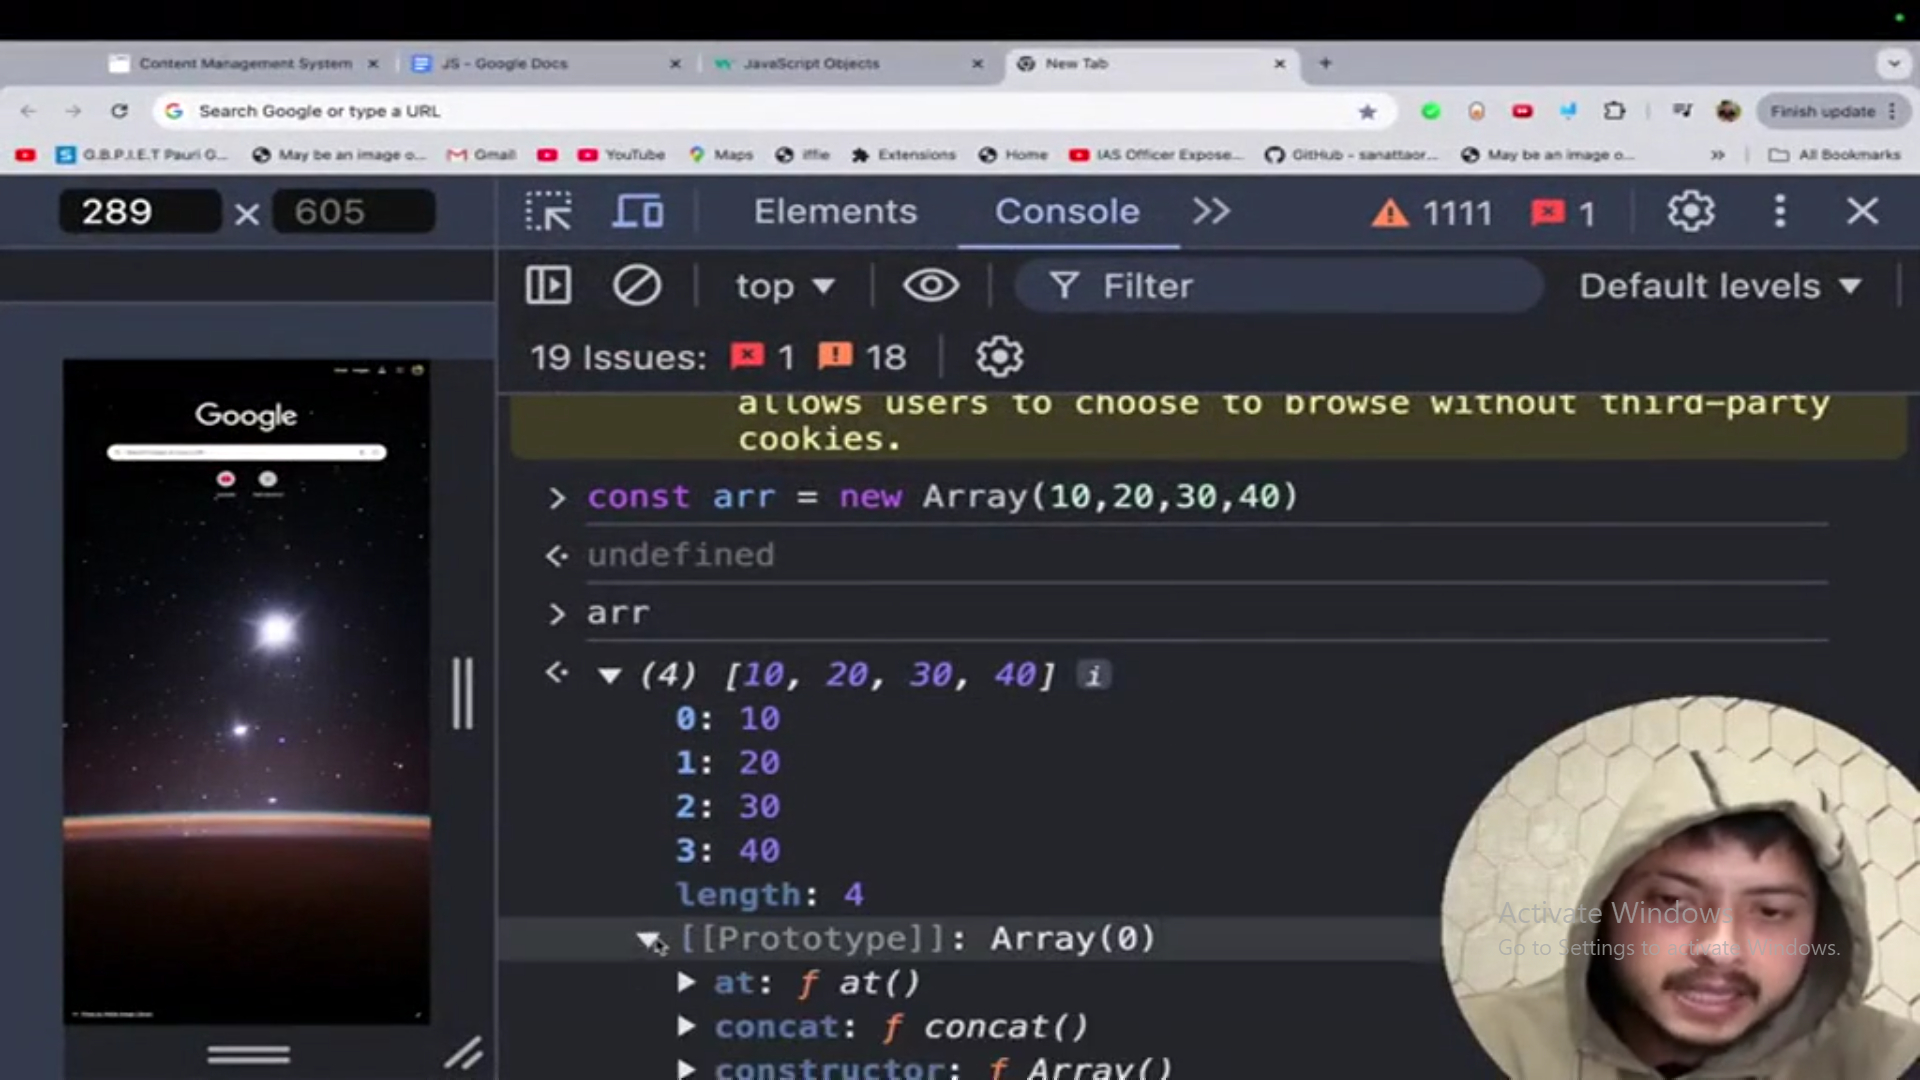 Content Management System
JS - Google Docs
JavaScript Objects
New Tab
Search Google or type a URL
Finish update
G.B.P.I.E.T Pauri G...
May be an image o...
Gmail
YouTube
Maps
iffie
Extensions
Home
IAS Officer Expose...
GitHub - sanattaor...
May be an image o...
All Bookmarks
289 × 605
Elements
Console
1111
1
top
Filter
Default levels
19 Issues: 1 18
Google
allows users to choose to browse without third-party
cookies.
> const arr = new Array(10,20,30,40)
undefined
> arr
(4) [10, 20, 30, 40] i
0: 10
1: 20
2: 30
3: 40
length: 4
[[Prototype]]: Array(0)
at: ƒ at()
concat: ƒ concat()
constructor: ƒ Array()
Activate Windows
Go to Settings to activate Windows.